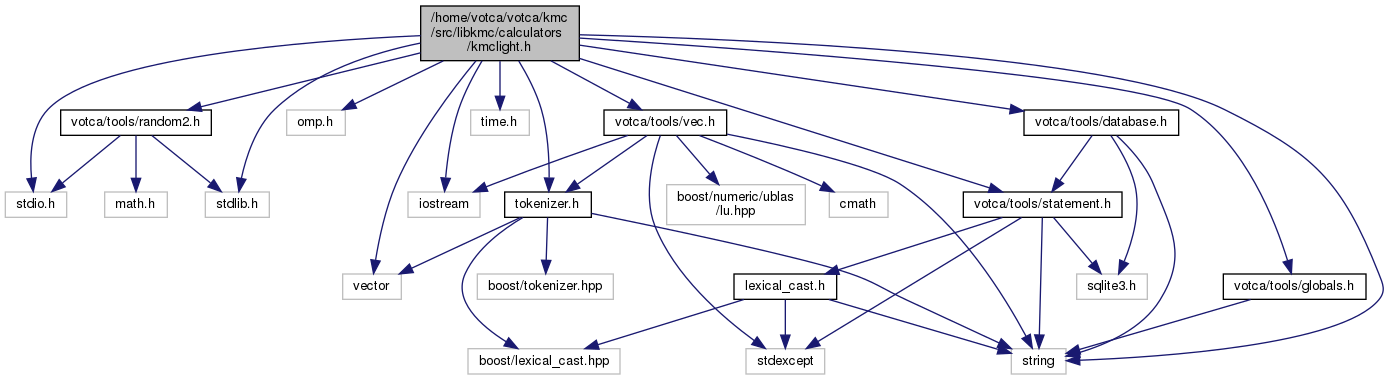 /home/votca/votca/kmc
/src/libkmc/calculators
/kmclight.h
votca/tools/random2.h
omp.h
time.h
votca/tools/vec.h
votca/tools/database.h
stdio.h
math.h
stdlib.h
iostream
tokenizer.h
boost/numeric/ublas
/lu.hpp
cmath
votca/tools/statement.h
vector
boost/tokenizer.hpp
lexical_cast.h
sqlite3.h
votca/tools/globals.h
boost/lexical_cast.hpp
stdexcept
string